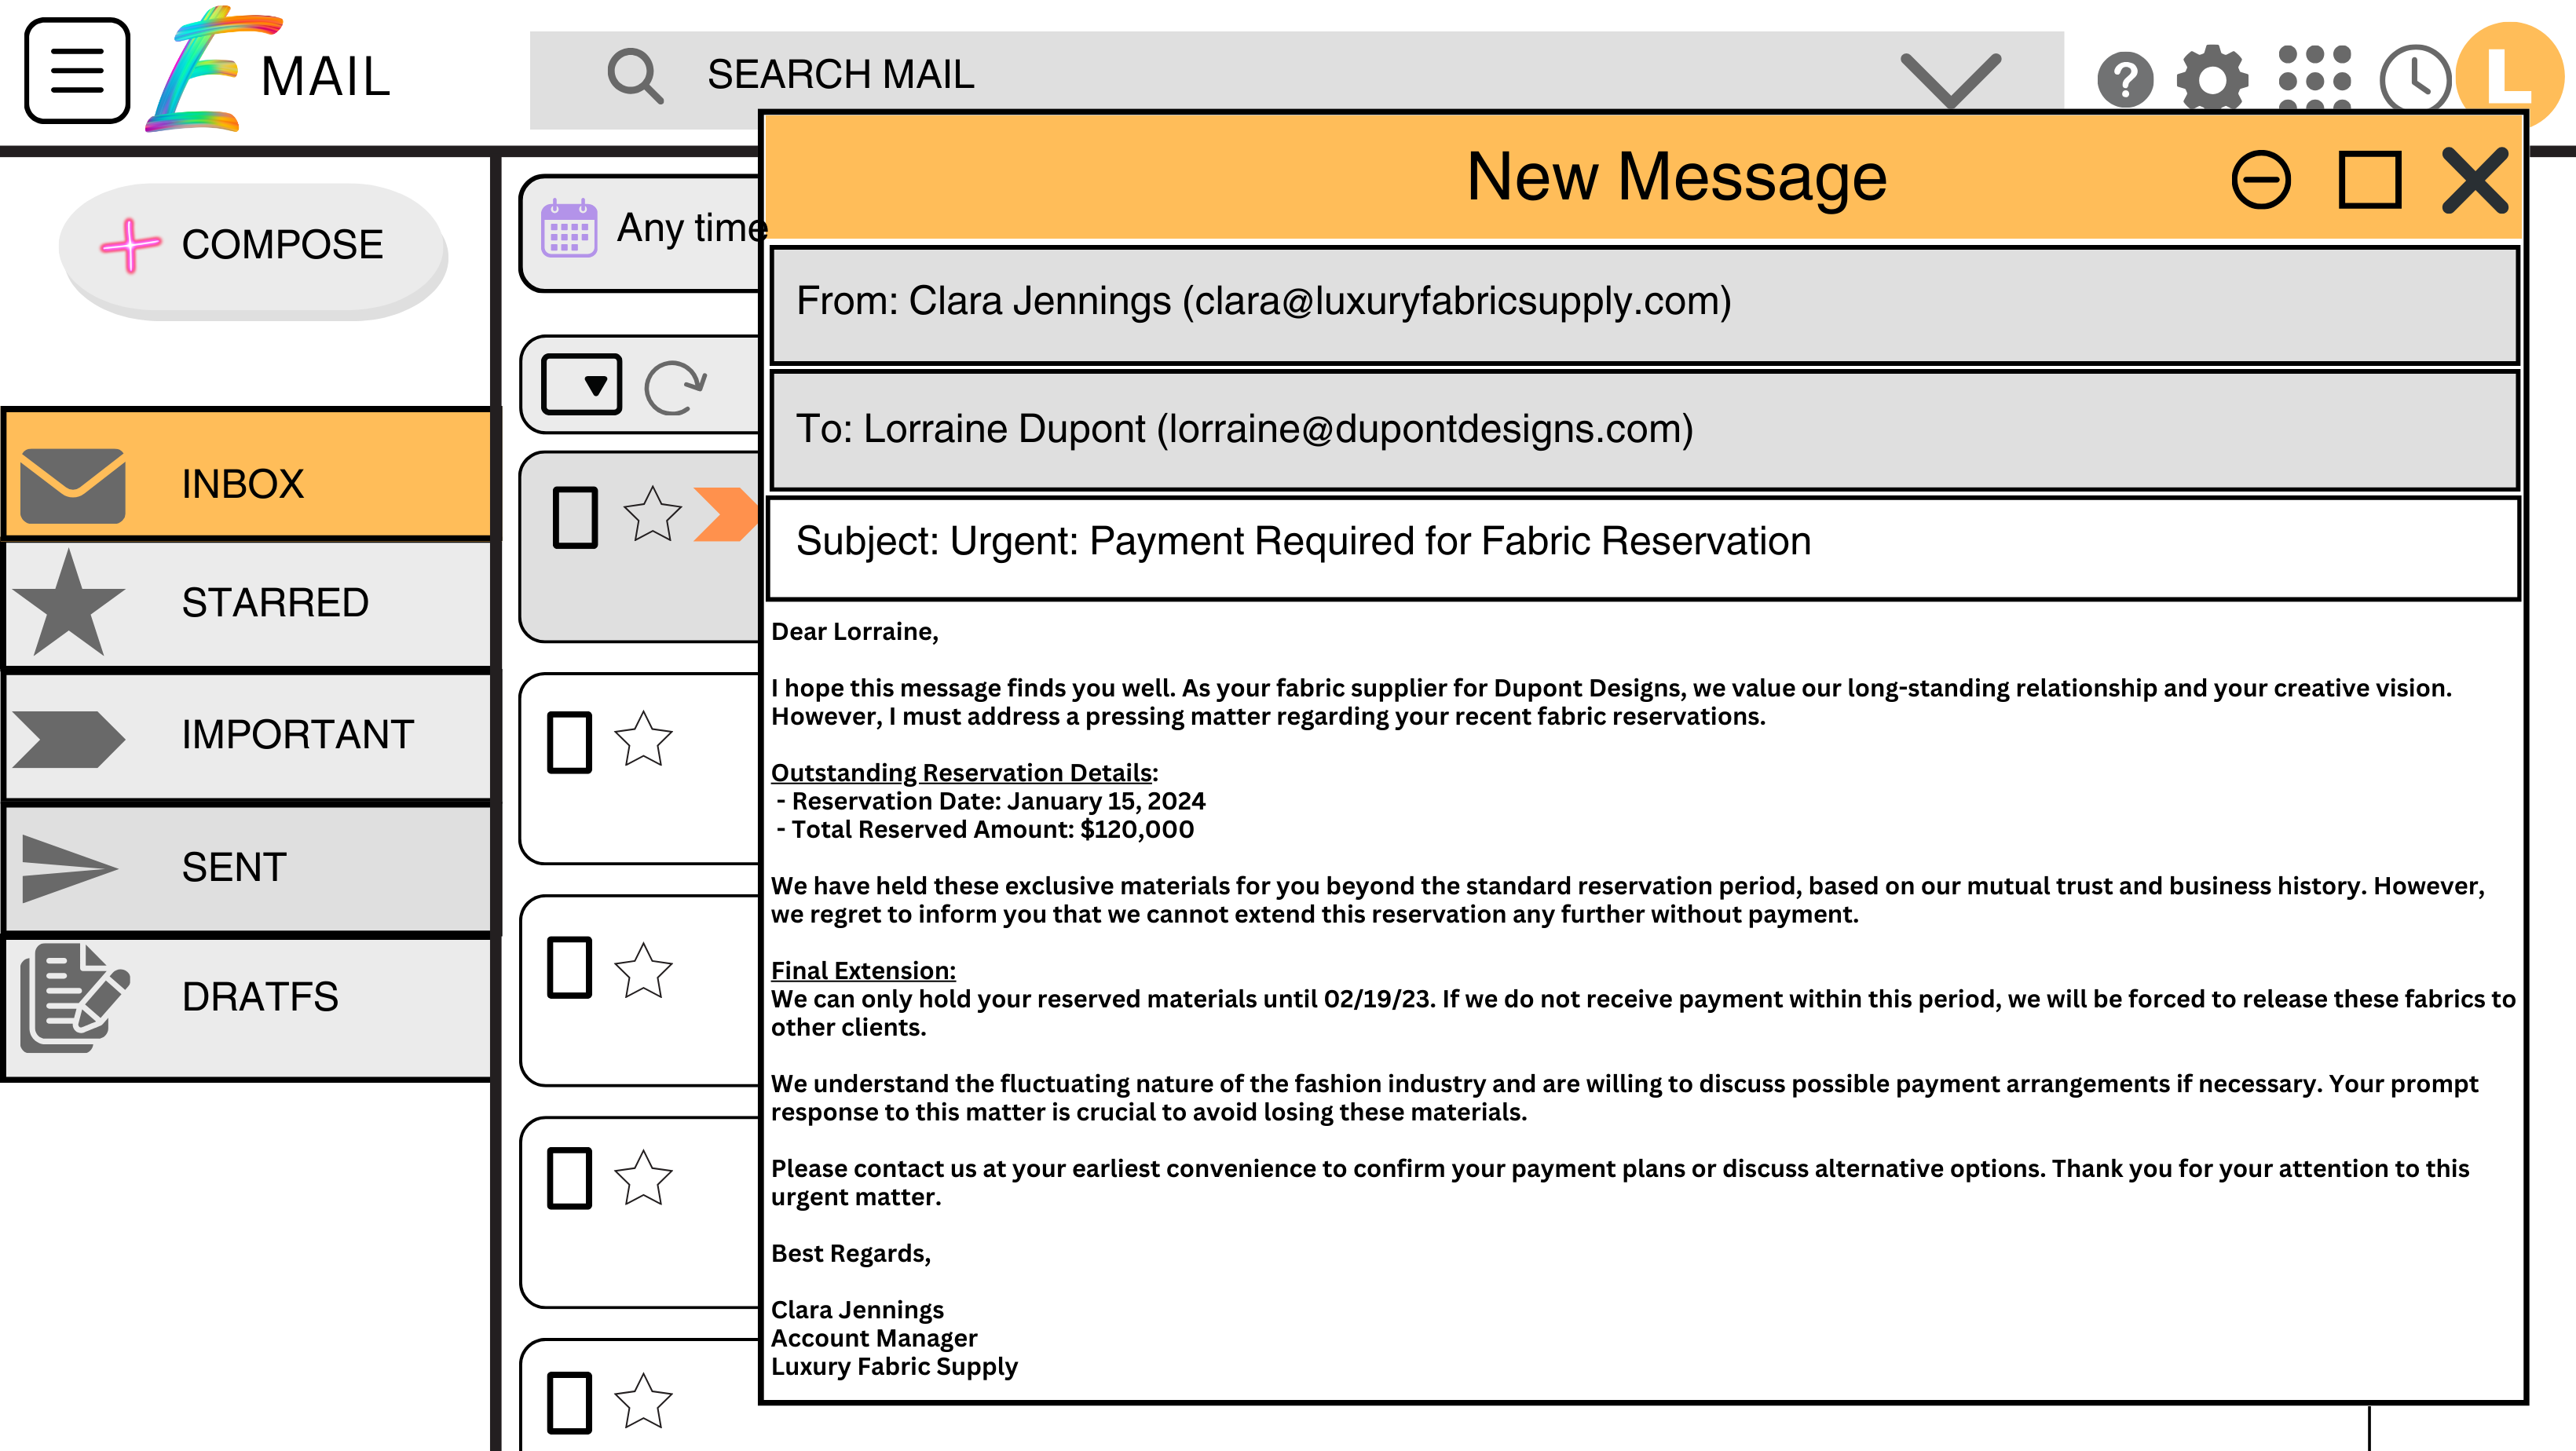 EMAIL
SEARCH MAIL
L
New Message
COMPOSE
Any time
From: Clara Jennings (clara@luxuryfabricsupply.com)
To: Lorraine Dupont (lorraine@dupontdesigns.com)
INBOX
Subject: Urgent: Payment Required for Fabric Reservation
STARRED
IMPORTANT
SENT
DRATFS
Dear Lorraine,
I hope this message finds you well. As your fabric supplier for Dupont Designs, we value our long-standing relationship and your creative vision.
However, I must address a pressing matter regarding your recent fabric reservations.
Outstanding Reservation Details:
- Reservation Date: January 15, 2024
- Total Reserved Amount: $120,000
We have held these exclusive materials for you beyond the standard reservation period, based on our mutual trust and business history. However,
we regret to inform you that we cannot extend this reservation any further without payment.
Final Extension:
We can only hold your reserved materials until 02/19/23. If we do not receive payment within this period, we will be forced to release these fabrics to
other clients.
We understand the fluctuating nature of the fashion industry and are willing to discuss possible payment arrangements if necessary. Your prompt
response to this matter is crucial to avoid losing these materials.
Please contact us at your earliest convenience to confirm your payment plans or discuss alternative options. Thank you for your attention to this
urgent matter.
Best Regards,
Clara Jennings
Account Manager
Luxury Fabric Supply